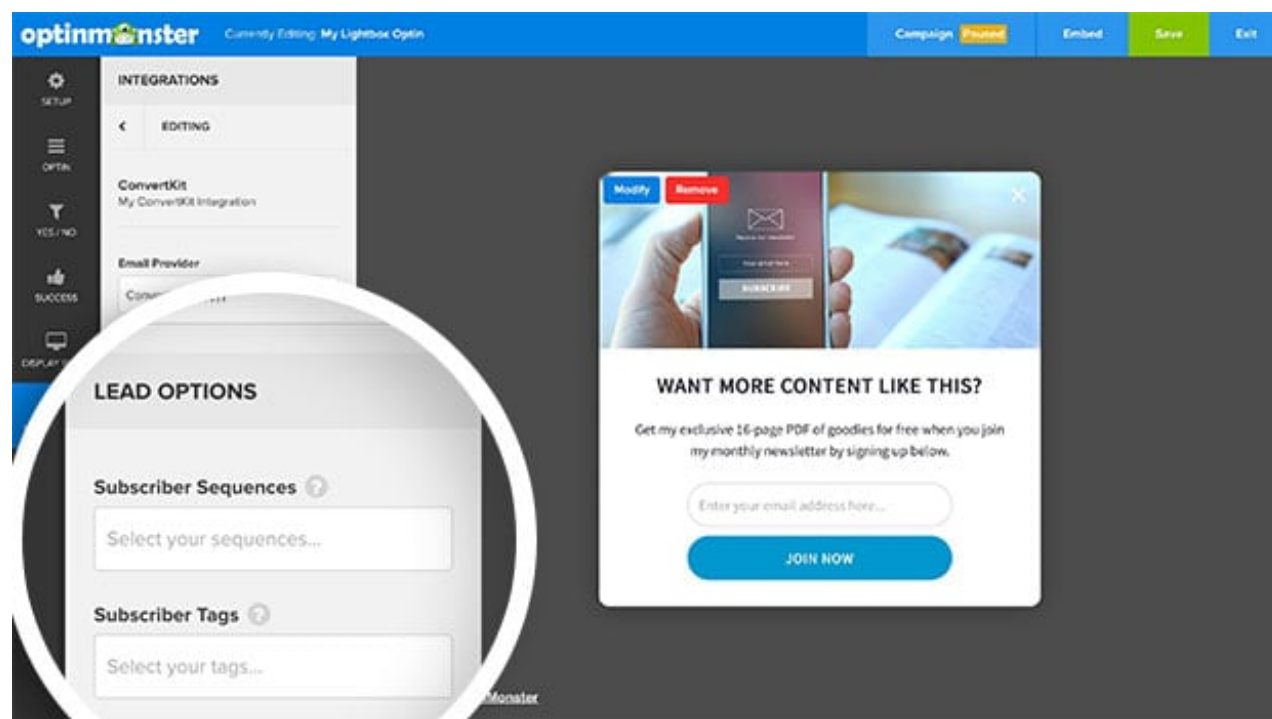 optinmonster
Currently Editing: My Lightbox Optin
Campaign Paused
Embed
Save
Exit
SETUP
OPTIN
YES / NO
SUCCESS
INTEGRATIONS
EDITING
ConvertKit
My ConvertKit Integration
Email Provider
LEAD OPTIONS
Subscriber Sequences ?
Select your sequences...
Subscriber Tags ?
Select your tags...
Modify
Remove
SUBSCRIBE
WANT MORE CONTENT LIKE THIS?
Get my exclusive 16-page PDF of goodies for free when you join
my monthly newsletter by signing up below.
Enter your email address here...
JOIN NOW
Monster